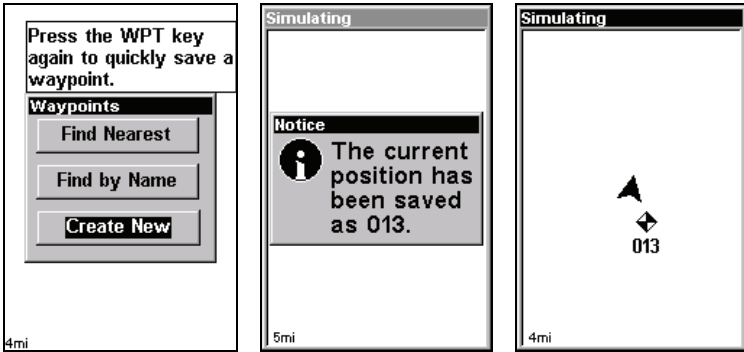 Press the WPT key
again to quickly save a
waypoint.
Waypoints
Find Nearest
Find by Name
Create New
4mi
Simulating
Notice
The current
position has
been saved
as 013.
5mi
Simulating
013
4mi